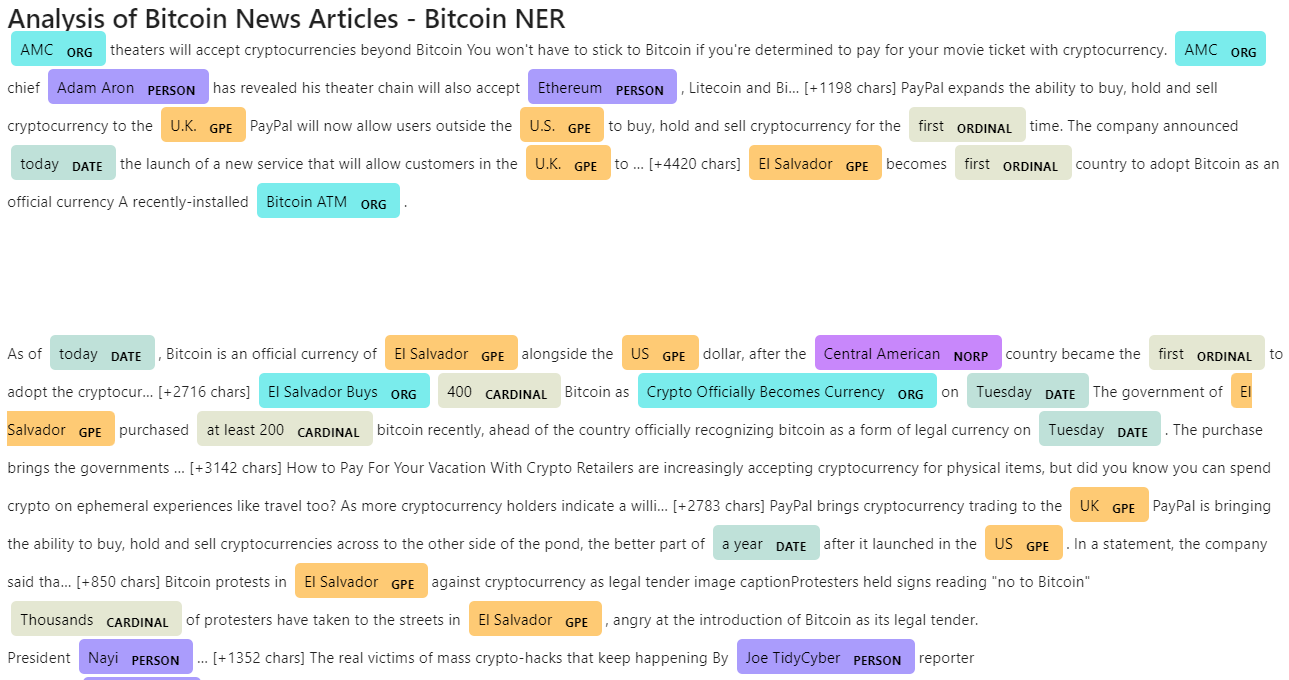 Analysis of Bitcoin News Articles - Bitcoin NER
AMC ORG theaters will accept cryptocurrencies beyond Bitcoin You won't have to stick to Bitcoin if you're determined to pay for your movie ticket with cryptocurrency. AMC ORG
chief Adam Aron PERSON has revealed his theater chain will also accept Ethereum PERSON , Litecoin and Bi... [+1198 chars] PayPal expands the ability to buy, hold and sell
cryptocurrency to the U.K. GPE PayPal will now allow users outside the U.S. GPE to buy, hold and sell cryptocurrency for the first ORDINAL time. The company announced
today DATE the launch of a new service that will allow customers in the U.K. GPE to ... [+4420 chars] El Salvador GPE becomes first ORDINAL country to adopt Bitcoin as an
official currency A recently-installed Bitcoin ATM ORG .
As of today DATE , Bitcoin is an official currency of El Salvador GPE alongside the US GPE dollar, after the Central American NORP country became the first ORDINAL to
adopt the cryptocur... [+2716 chars] El Salvador Buys ORG 400 CARDINAL Bitcoin as Crypto Officially Becomes Currency ORG on Tuesday DATE The government of El
Salvador GPE purchased at least 200 CARDINAL bitcoin recently, ahead of the country officially recognizing bitcoin as a form of legal currency on Tuesday DATE . The purchase
brings the governments ... [+3142 chars] How to Pay For Your Vacation With Crypto Retailers are increasingly accepting cryptocurrency for physical items, but did you know you can spend
crypto on ephemeral experiences like travel too? As more cryptocurrency holders indicate a willi... [+2783 chars] PayPal brings cryptocurrency trading to the UK GPE PayPal is bringing
the ability to buy, hold and sell cryptocurrencies across to the other side of the pond, the better part of a year DATE after it launched in the US GPE . In a statement, the company
said tha... [+850 chars] Bitcoin protests in El Salvador GPE against cryptocurrency as legal tender image captionProtesters held signs reading "no to Bitcoin"
Thousands CARDINAL of protesters have taken to the streets in El Salvador GPE , angry at the introduction of Bitcoin as its legal tender.
President Nayi PERSON ... [+1352 chars] The real victims of mass crypto-hacks that keep happening By Joe TidyCyber PERSON reporter